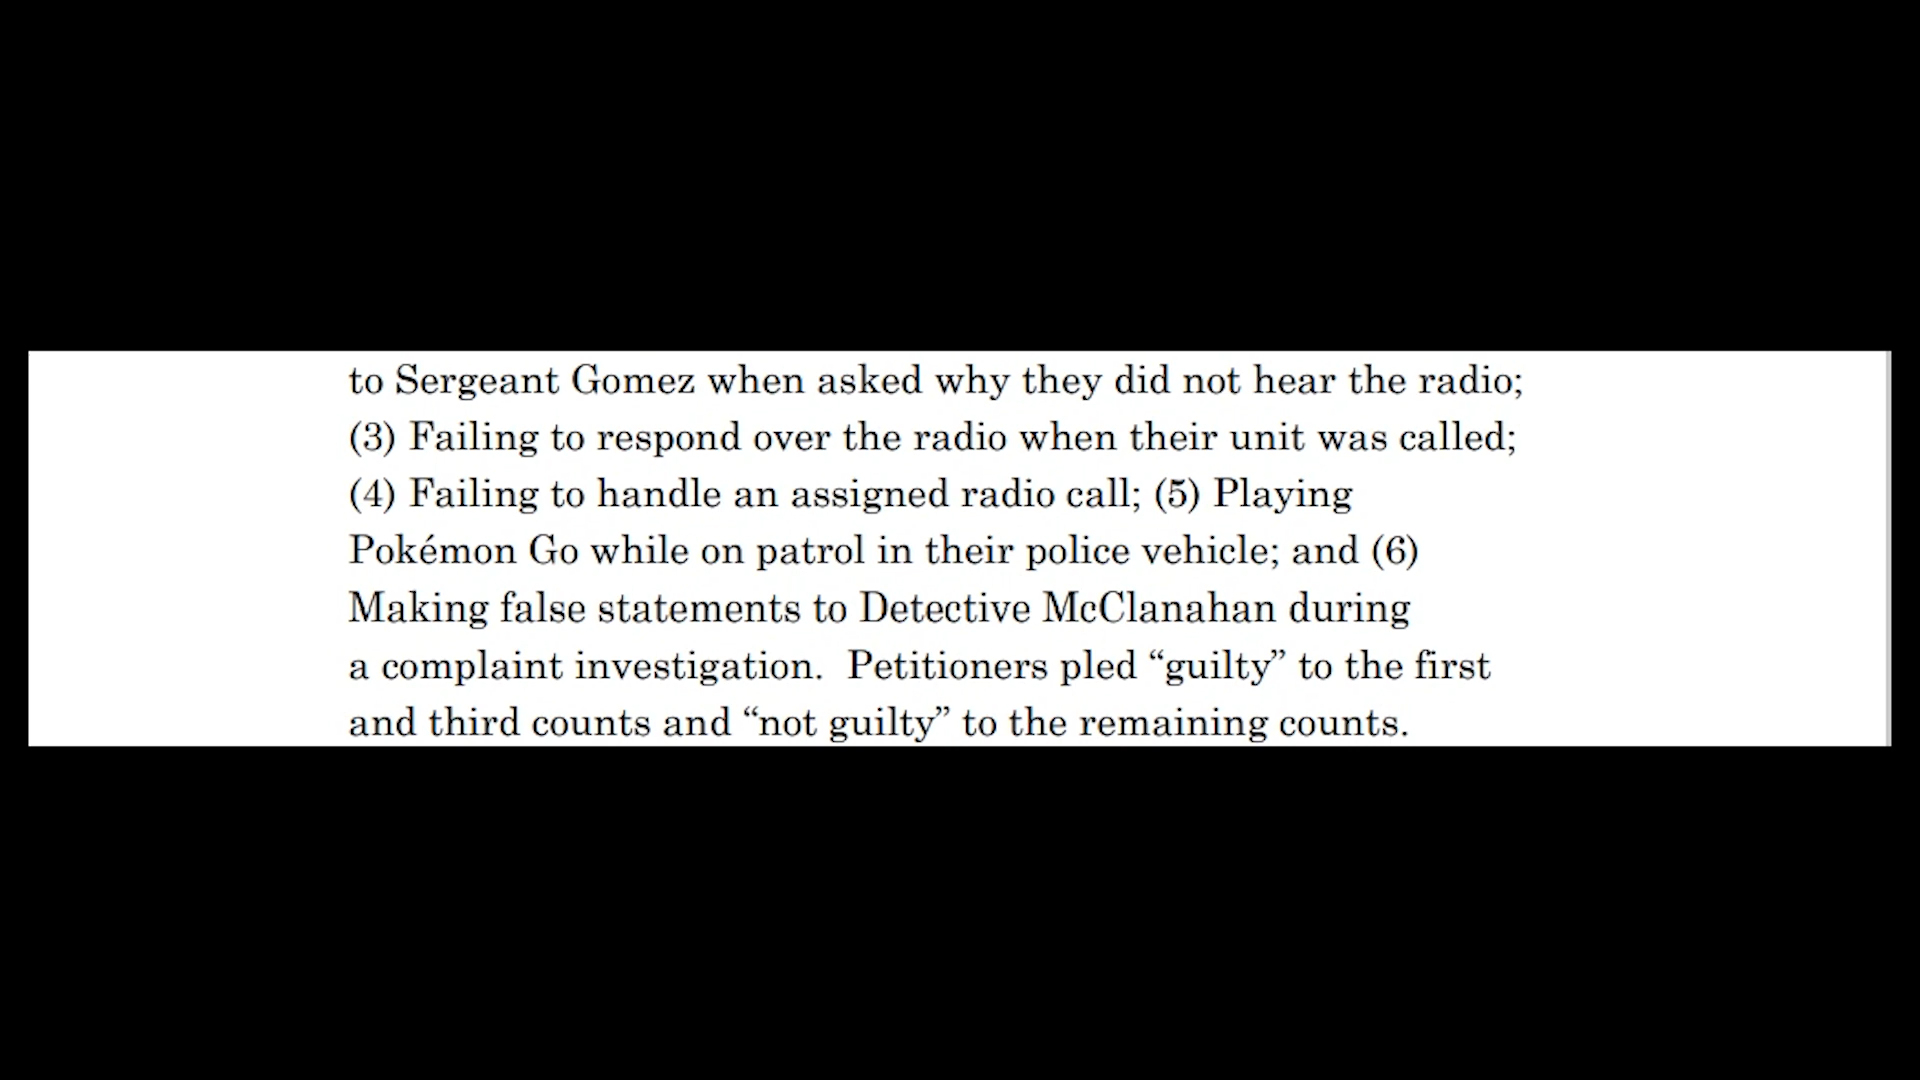 to Sergeant Gomez when asked why they did not hear the radio;
(3) Failing to respond over the radio when their unit was called;
(4) Failing to handle an assigned radio call; (5) Playing
Pokémon Go while on patrol in their police vehicle; and (6)
Making false statements to Detective McClanahan during
a complaint investigation.  Petitioners pled “guilty” to the first
and third counts and “not guilty” to the remaining counts.